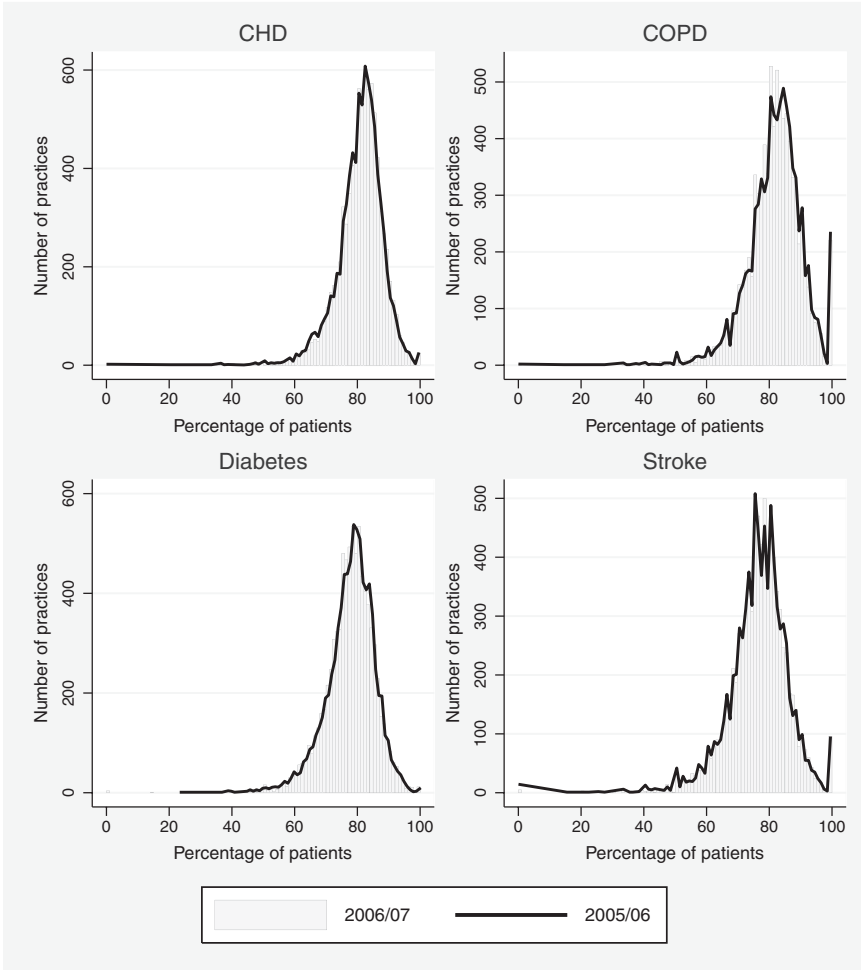 CHD
COPD
Number of practices
600
400
200
0
0 20 40 60 80 100
Percentage of patients
Number of practices
500
400
300
200
100
0
0 20 40 60 80 100
Percentage of patients
Diabetes
Stroke
Number of practices
600
400
200
0
0 20 40 60 80 100
Percentage of patients
Number of practices
500
400
300
200
100
0
0 20 40 60 80 100
Percentage of patients
2006/07 2005/06